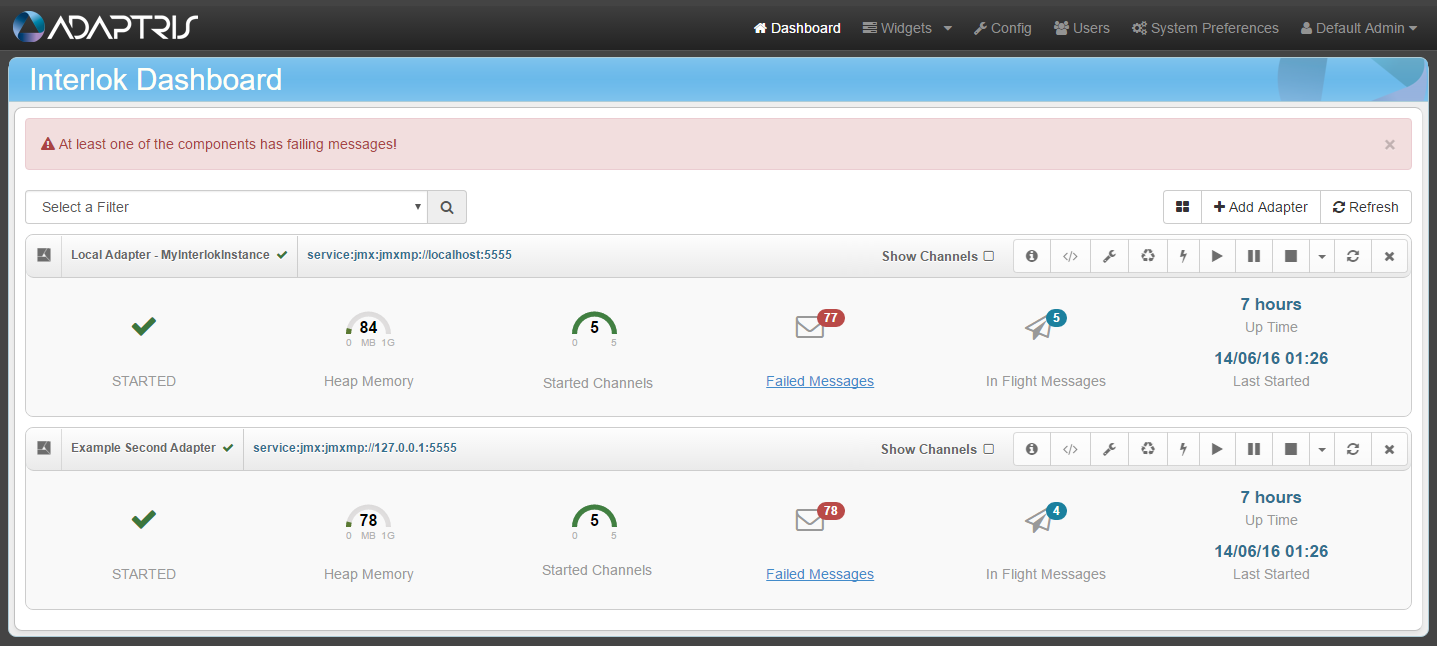 ADAPTRIS
Dashboard Widgets Config Users System Preferences Default Admin
Interlok Dashboard
At least one of the components has failing messages! ×
Select a Filter
Add Adapter Refresh
Local Adapter - MyInterlokInstance service:jmx:jmxmp://localhost:5555 Show Channels
84
0 MB 1G
Heap Memory
5
0 5
Started Channels
77
Failed Messages
5
In Flight Messages
STARTED
7 hours
Up Time
14/06/16 01:26
Last Started
Example Second Adapter service:jmx:jmxmp://127.0.0.1:5555 Show Channels
78
0 MB 1G
Heap Memory
5
0 5
Started Channels
78
Failed Messages
4
In Flight Messages
STARTED
7 hours
Up Time
14/06/16 01:26
Last Started